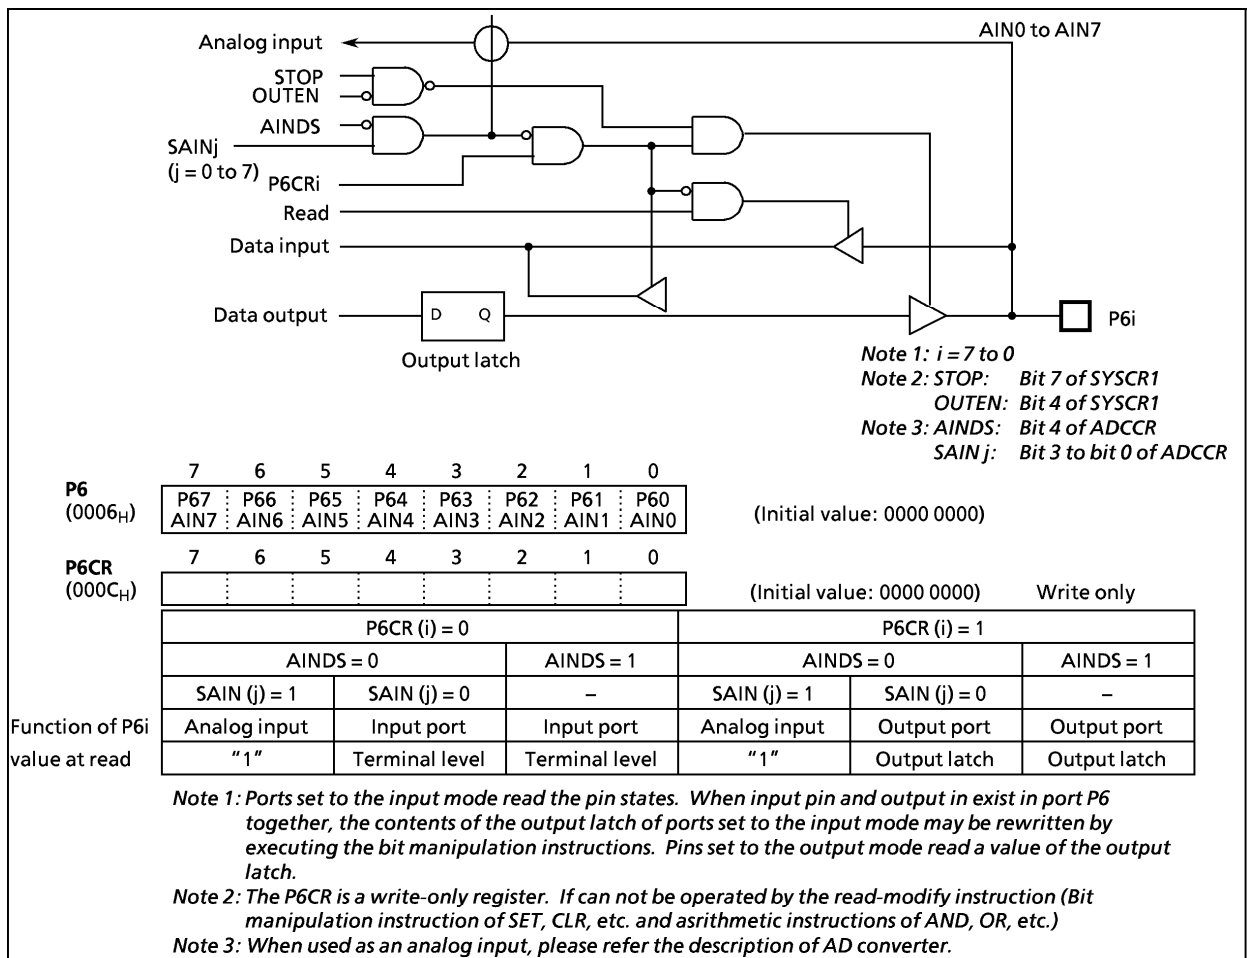 AIN0 to AIN7
Analog input
STOP
OUTEN
AINDS
SAINj
(j = 0 to 7)
P6CRi
Read
Data input
Data output
D Q
Output latch
P6i
Note 1: i = 7 to 0
Note 2: STOP: Bit 7 of SYSCR1
OUTEN: Bit 4 of SYSCR1
Note 3: AINDS: Bit 4 of ADCCR
SAIN j: Bit 3 to bit 0 of ADCCR
7 6 5 4 3 2 1 0
P6
(0006H)
P67 P66 P65 P64 P63 P62 P61 P60
AIN7 AIN6 AIN5 AIN4 AIN3 AIN2 AIN1 AIN0
(Initial value: 0000 0000)
7 6 5 4 3 2 1 0
P6CR
(000CH)
(Initial value: 0000 0000) Write only
P6CR (i) = 0 P6CR (i) = 1
AINDS = 0 AINDS = 1 AINDS = 0 AINDS = 1
SAIN (j) = 1 SAIN (j) = 0 – SAIN (j) = 1 SAIN (j) = 0 –
Function of P6i Analog input Input port Input port Analog input Output port Output port
value at read "1" Terminal level Terminal level "1" Output latch Output latch
Note 1: Ports set to the input mode read the pin states. When input pin and output in exist in port P6
together, the contents of the output latch of ports set to the input mode may be rewritten by
executing the bit manipulation instructions. Pins set to the output mode read a value of the output
latch.
Note 2: The P6CR is a write-only register. If can not be operated by the read-modify instruction (Bit
manipulation instruction of SET, CLR, etc. and asrithmetic instructions of AND, OR, etc.)
Note 3: When used as an analog input, please refer the description of AD converter.